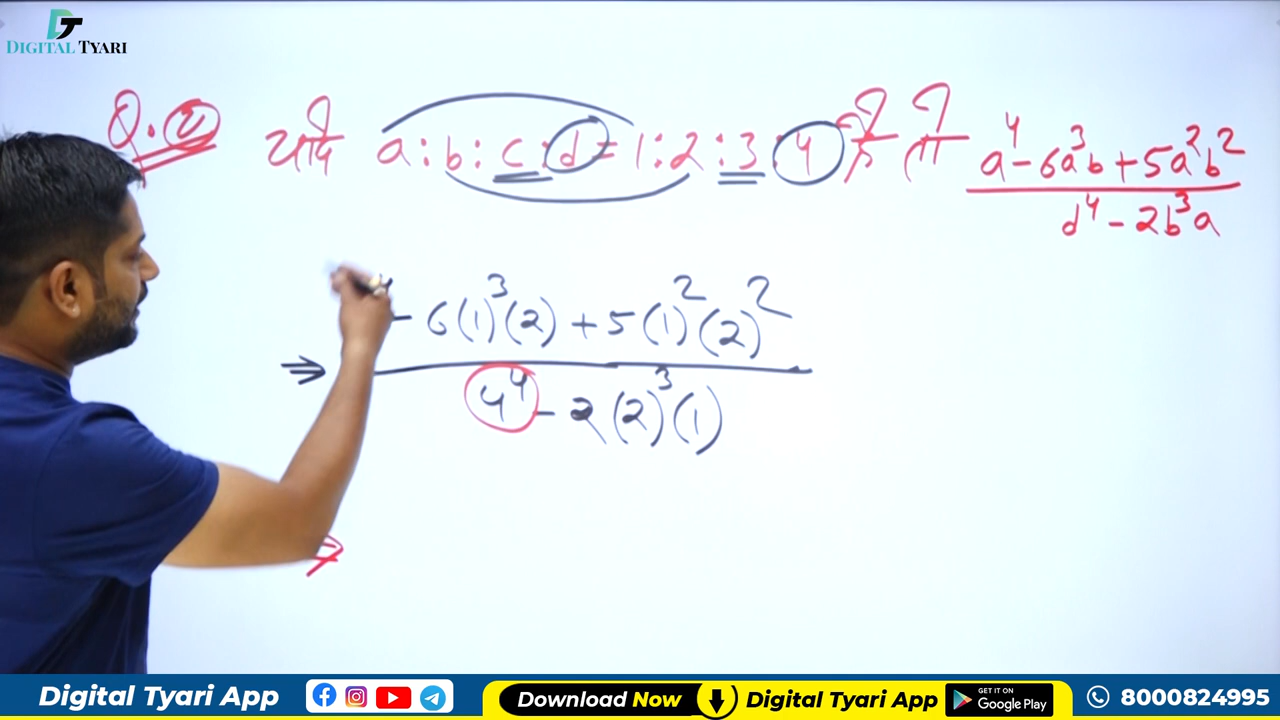 DT
DIGITAL TYARI
Q.② यदि a : b : c : d = 1 : 2 : 3 : 4 है तो (a⁴ - 6a³b + 5a²b²) / (d⁴ - 2b³a)
⇒ - 6(1)³(2) + 5(1)²(2)²
4⁴ - 2(2)³(1)
⇒
Digital Tyari App
Download Now
Digital Tyari App
GET IT ON
Google Play
8000824995